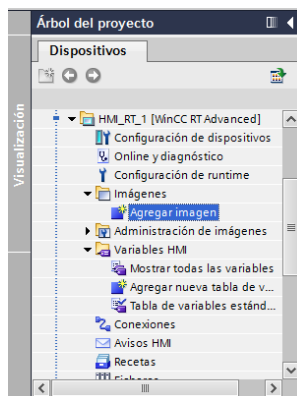 Árbol del proyecto
Dispositivos
Visualización
HMI_RT_1 [WinCC RT Advanced]
Configuración de dispositivos
Online y diagnóstico
Configuración de runtime
Imágenes
Agregar imagen
Administración de imágenes
Variables HMI
Mostrar todas las variables
Agregar nueva tabla de v...
Tabla de variables estánd...
Conexiones
Avisos HMI
Recetas